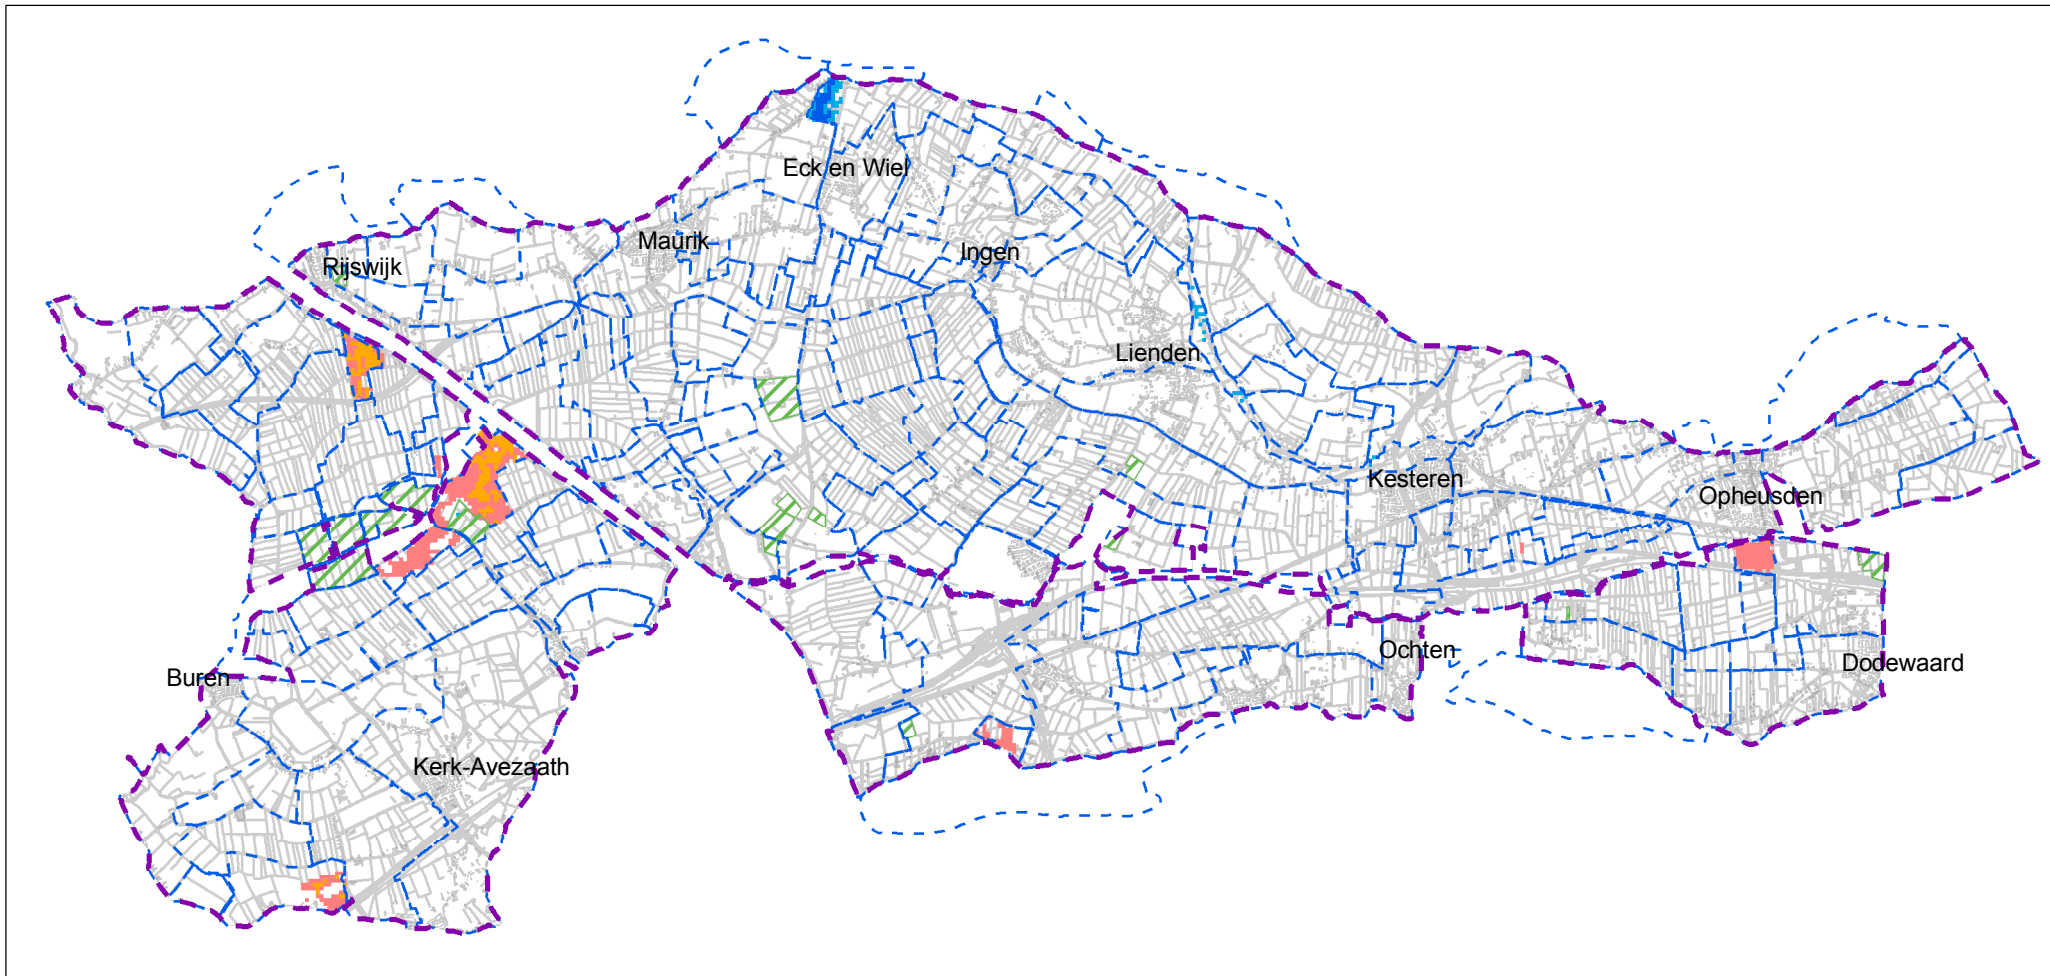 Eck en Wiel
Maurik
Ingen
Rijswijk
Lienden
Kesteren
Opheusden
Ochten
Dodewaard
Buren
Kerk-Avezaath